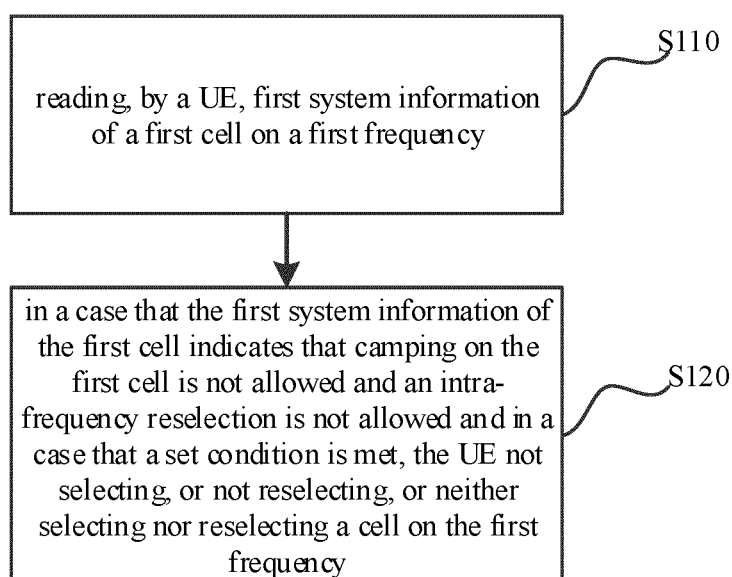 S110
reading, by a UE, first system information
of a first cell on a first frequency
in a case that the first system information of
the first cell indicates that camping on the
first cell is not allowed and an intra-
frequency reselection is not allowed and in a
case that a set condition is met, the UE not
selecting, or not reselecting, or neither
selecting nor reselecting a cell on the first
frequency
S120